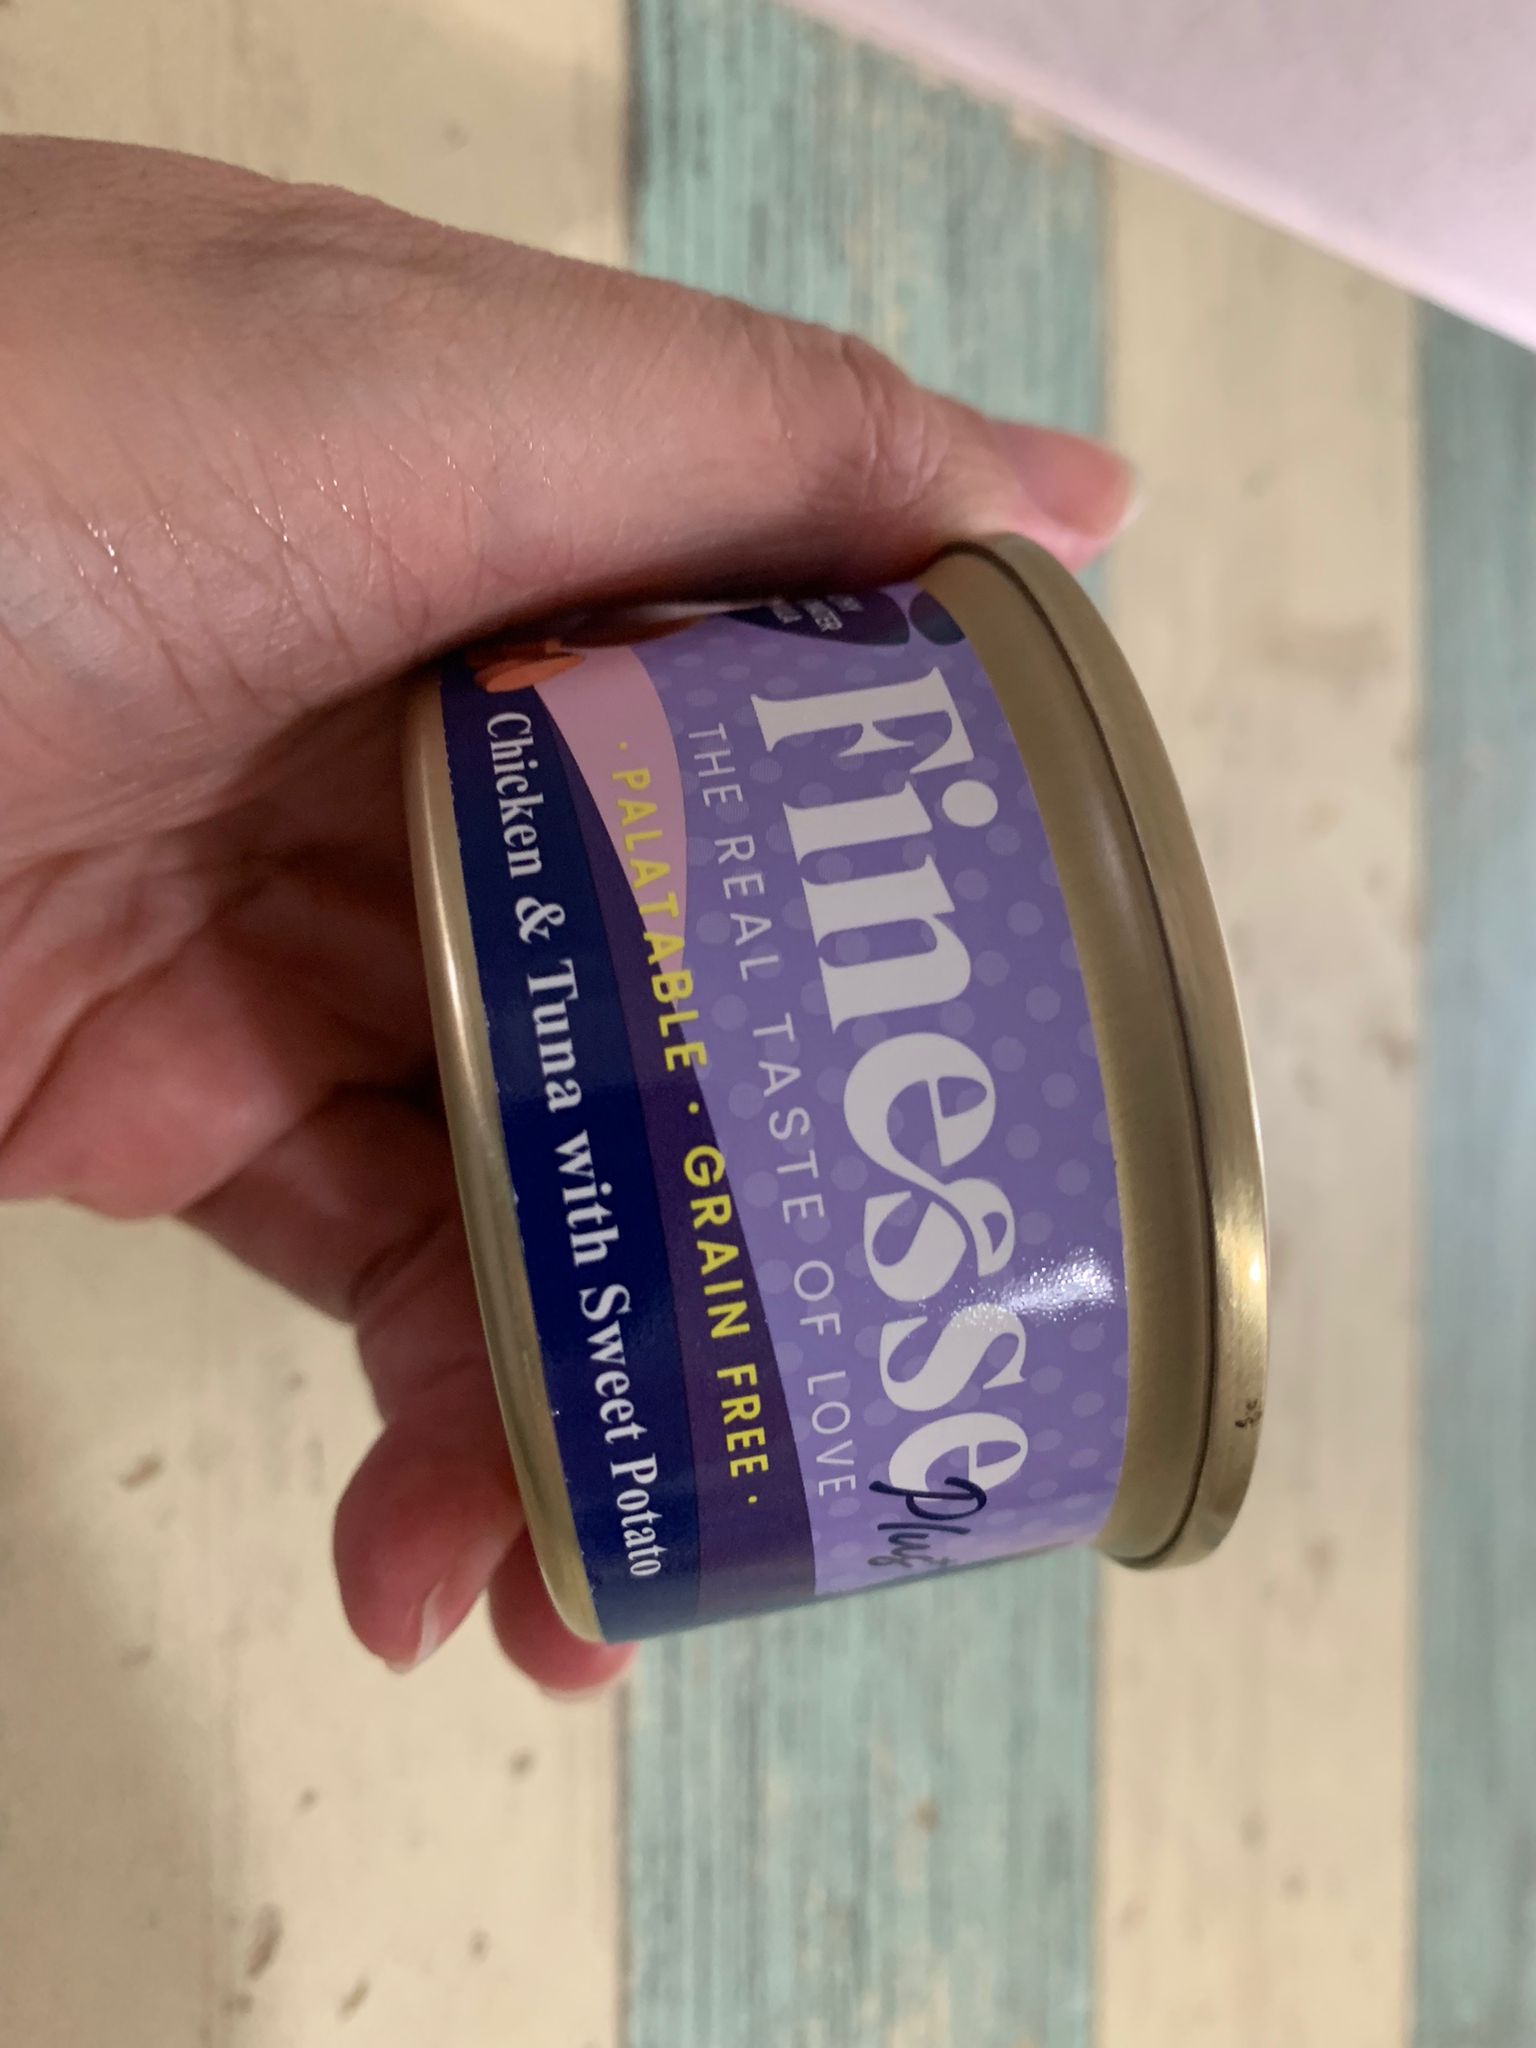 Finesse
Plus
THE REAL TASTE OF LOVE
· PALATABLE · GRAIN FREE ·
Chicken & Tuna with Sweet Potato